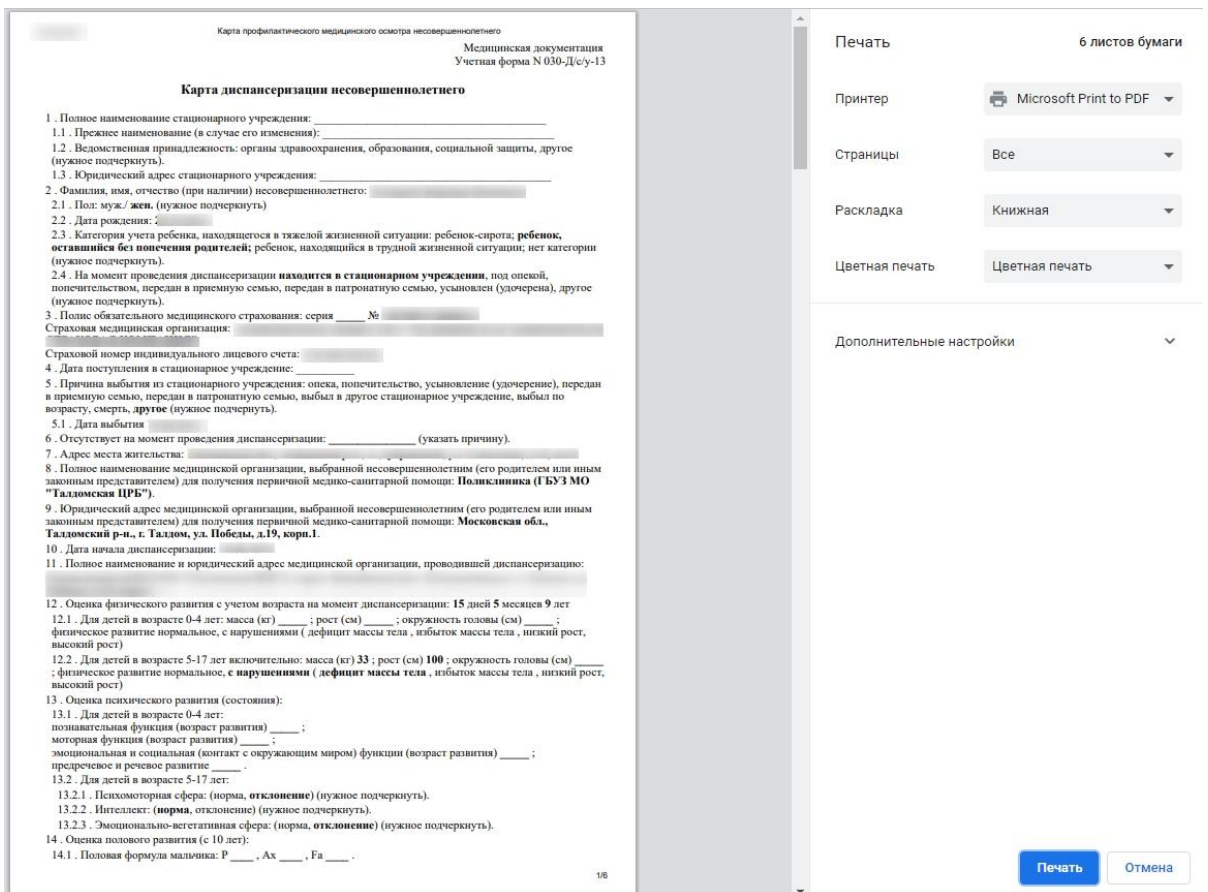 Карта профилактического медицинского осмотра несовершеннолетнего
Медицинская документация
Учетная форма N 030-Д/с/у-13
Карта диспансеризации несовершеннолетнего
1 . Полное наименование стационарного учреждения: ____________________
1.1 . Прежнее наименование (в случае его изменения): ____________________
1.2 . Ведомственная принадлежность: органы здравоохранения, образования, социальной защиты, другое
(нужное подчеркнуть).
1.3 . Юридический адрес стационарного учреждения: ____________________
2 . Фамилия, имя, отчество (при наличии) несовершеннолетнего:
2.1 . Пол: муж./ жен. (нужное подчеркнуть)
2.2 . Дата рождения:
2.3 . Категория учета ребенка, находящегося в тяжелой жизненной ситуации: ребенок-сирота; ребенок,
оставшийся без попечения родителей; ребенок, находящийся в трудной жизненной ситуации; нет категории
(нужное подчеркнуть).
2.4 . На момент проведения диспансеризации находится в стационарном учреждении, под опекой,
попечительством, передан в приемную семью, передан в патронатную семью, усыновлен (удочерена), другое
(нужное подчеркнуть).
3 . Полис обязательного медицинского страхования: серия _____ №
Страховая медицинская организация:
Страховой номер индивидуального лицевого счета:
4 . Дата поступления в стационарное учреждение: __________
5 . Причина выбытия из стационарного учреждения: опека, попечительство, усыновление (удочерение), передан
в приемную семью, передан в патронатную семью, выбыл в другое стационарное учреждение, выбыл по
возрасту, смерть, другое (нужное подчернуть).
5.1 . Дата выбытия
6 . Отсутствует на момент проведения диспансеризации: _______________ (указать причину).
7 . Адрес места жительства:
8 . Полное наименование медицинской организации, выбранной несовершеннолетним (его родителем или иным
законным представителем) для получения первичной медико-санитарной помощи: Поликлиника (ГБУЗ МО
"Талдомская ЦРБ").
9 . Юридический адрес медицинской организации, выбранной несовершеннолетним (его родителем или иным
законным представителем) для получения первичной медико-санитарной помощи: Московская обл.,
Талдомский р-н., г. Талдом, ул. Победы, д.19, корп.1.
10 . Дата начала диспансеризации:
11 . Полное наименование и юридический адрес медицинской организации, проводившей диспансеризацию:
12 . Оценка физического развития с учетом возраста на момент диспансеризации: 15 дней 5 месяцев 9 лет
12.1 . Для детей в возрасте 0-4 лет: масса (кг) _____ ; рост (см) _____ ; окружность головы (см) _____ ;
физическое развитие нормальное, с нарушениями ( дефицит массы тела , избыток массы тела , низкий рост,
высокий рост)
12.2 . Для детей в возрасте 5-17 лет включительно: масса (кг) 33 ; рост (см) 100 ; окружность головы (см) _____
; физическое развитие нормальное, с нарушениями ( дефицит массы тела , избыток массы тела , низкий рост,
высокий рост)
13 . Оценка психического развития (состояния):
13.1 . Для детей в возрасте 0-4 лет:
познавательная функция (возраст развития) _____ ;
моторная функция (возраст развития) _____ ;
эмоциональная и социальная (контакт с окружающим миром) функции (возраст развития) _____ ;
предречевое и речевое развитие _____ .
13.2 . Для детей в возрасте 5-17 лет:
13.2.1 . Психомоторная сфера: (норма, отклонение) (нужное подчеркнуть).
13.2.2 . Интеллект: (норма, отклонение) (нужное подчеркнуть).
13.2.3 . Эмоционально-вегетативная сфера: (норма, отклонение) (нужное подчеркнуть).
14 . Оценка полового развития (с 10 лет):
14.1 . Половая формула мальчика: P ____ , Ax ____ , Fa ____ .
1/6
Печать 6 листов бумаги
Принтер Microsoft Print to PDF
Страницы Все
Раскладка Книжная
Цветная печать Цветная печать
Дополнительные настройки
Печать Отмена